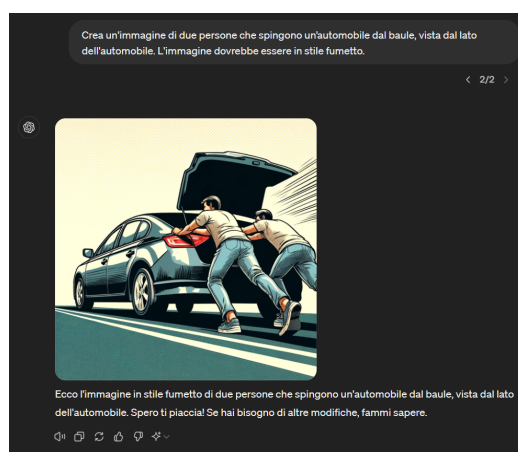 Crea un'immagine di due persone che spingono un'automobile dal baule, vista dal lato
dell'automobile. L'immagine dovrebbe essere in stile fumetto.
2/2
Ecco l'immagine in stile fumetto di due persone che spingono un'automobile dal baule, vista dal lato
dell'automobile. Spero ti piaccia! Se hai bisogno di altre modifiche, fammi sapere.